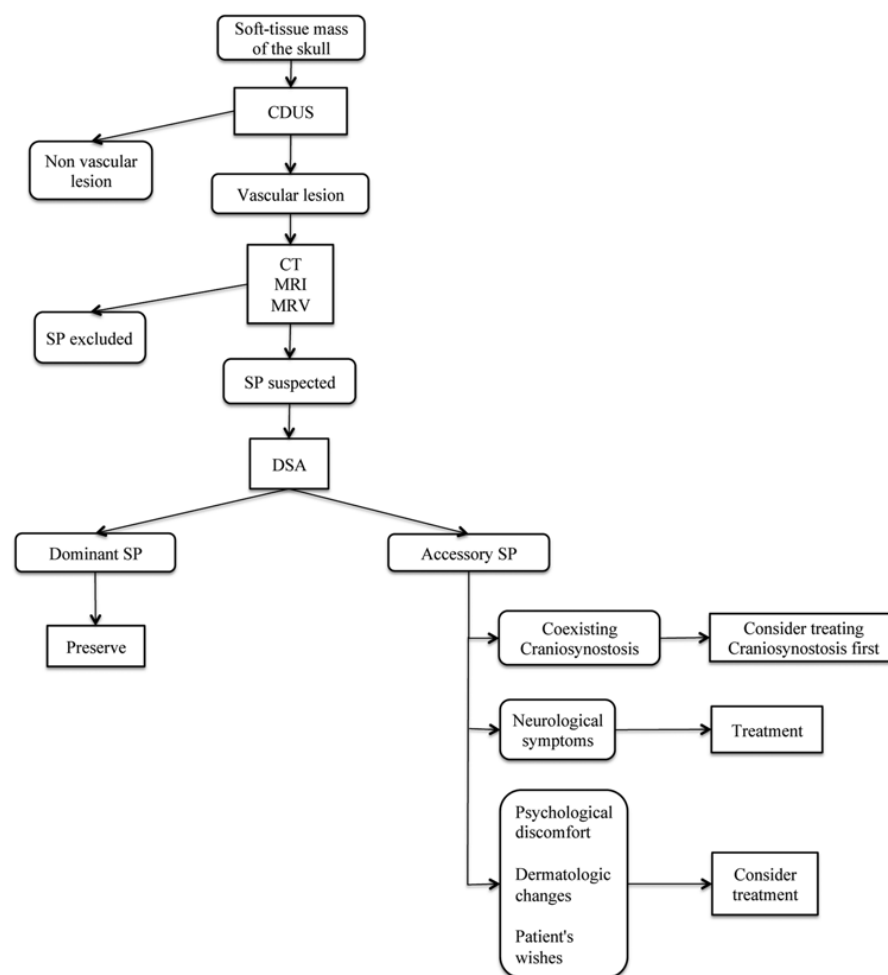 Soft-tissue mass
of the skull
CDUS
Non vascular
lesion
Vascular lesion
CT
MRI
MRV
SP excluded
SP suspected
DSA
Dominant SP
Accessory SP
Preserve
Coexisting
Craniosynostosis
Consider treating
Craniosynostosis first
Neurological
symptoms
Treatment
Psychological
discomfort
Dermatologic
changes
Patient's
wishes
Consider
treatment